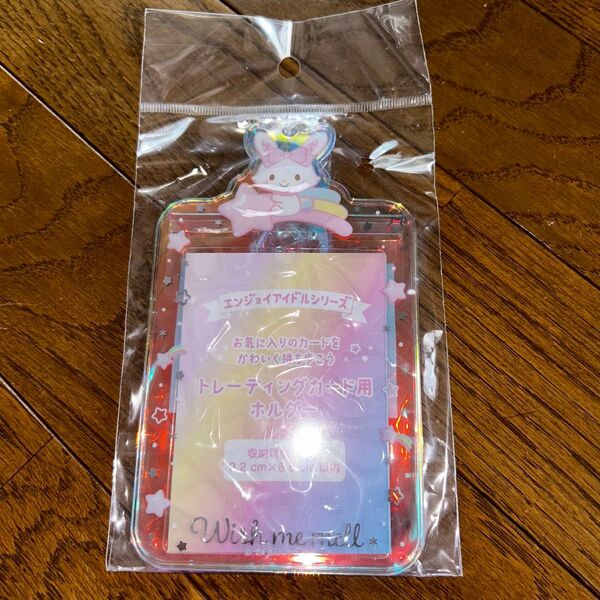 エンジョイアイドルシリーズ
お気に入りのカードを
かわいく持ち歩こう
トレーディングカード用
ホルダー
Wish me mell